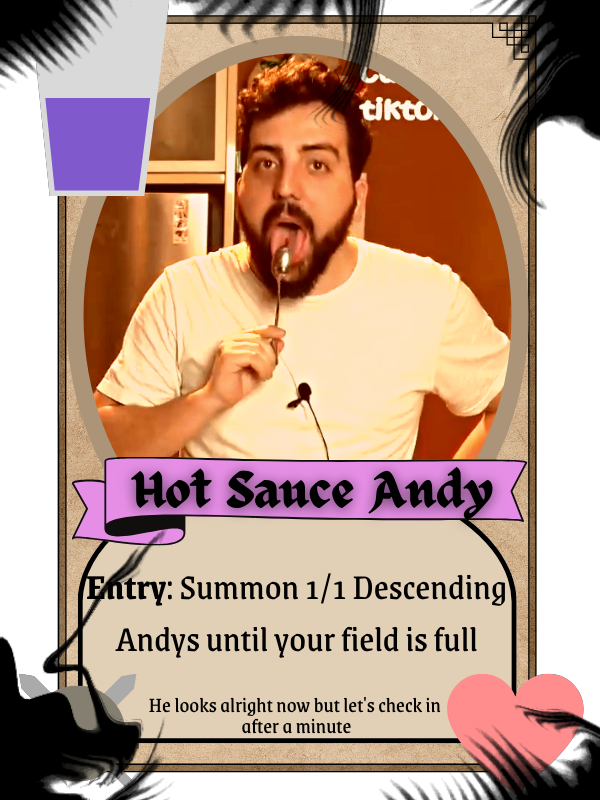 tikto
Hot Sauce Andy
Entry: Summon 1/1 Descending
Andys until your field is full
He looks alright now but let's check in
after a minute